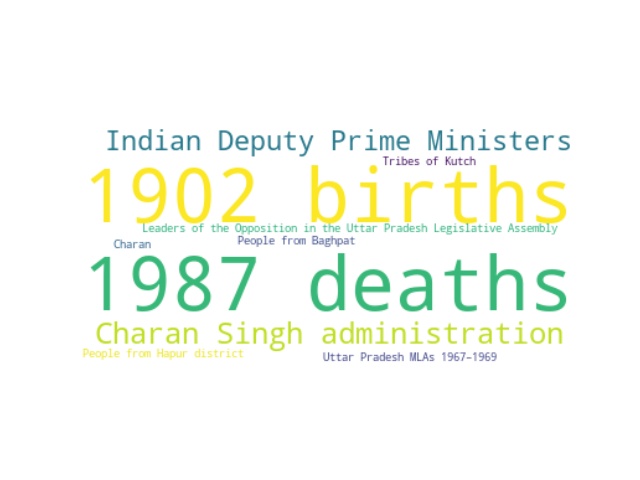 Indian Deputy Prime Ministers
Tribes of Kutch
1902 births
Leaders of the Opposition in the Uttar Pradesh Legislative Assembly
Charan
People from Baghpat
1987 deaths
Charan Singh administration
People from Hapur district
Uttar Pradesh MLAs 1967–1969